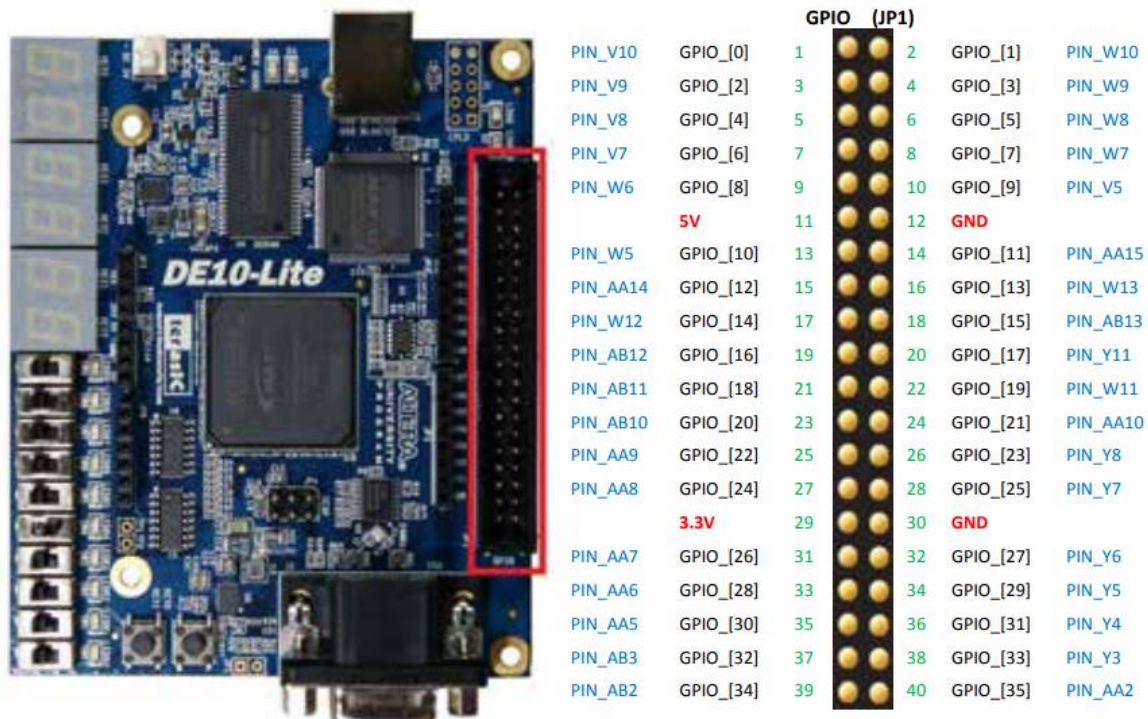 GPIO (JP1)
PIN_V10 GPIO_[0] 1 2 GPIO_[1] PIN_W10
PIN_V9 GPIO_[2] 3 4 GPIO_[3] PIN_W9
PIN_V8 GPIO_[4] 5 6 GPIO_[5] PIN_W8
PIN_V7 GPIO_[6] 7 8 GPIO_[7] PIN_W7
PIN_W6 GPIO_[8] 9 10 GPIO_[9] PIN_V5
5V 11 12 GND
PIN_W5 GPIO_[10] 13 14 GPIO_[11] PIN_AA15
PIN_AA14 GPIO_[12] 15 16 GPIO_[13] PIN_W13
PIN_W12 GPIO_[14] 17 18 GPIO_[15] PIN_AB13
PIN_AB12 GPIO_[16] 19 20 GPIO_[17] PIN_Y11
PIN_AB11 GPIO_[18] 21 22 GPIO_[19] PIN_W11
PIN_AB10 GPIO_[20] 23 24 GPIO_[21] PIN_AA10
PIN_AA9 GPIO_[22] 25 26 GPIO_[23] PIN_Y8
PIN_AA8 GPIO_[24] 27 28 GPIO_[25] PIN_Y7
3.3V 29 30 GND
PIN_AA7 GPIO_[26] 31 32 GPIO_[27] PIN_Y6
PIN_AA6 GPIO_[28] 33 34 GPIO_[29] PIN_Y5
PIN_AA5 GPIO_[30] 35 36 GPIO_[31] PIN_Y4
PIN_AB3 GPIO_[32] 37 38 GPIO_[33] PIN_Y3
PIN_AB2 GPIO_[34] 39 40 GPIO_[35] PIN_AA2
DE10-Lite
terasIC
ALTERA
GPIO